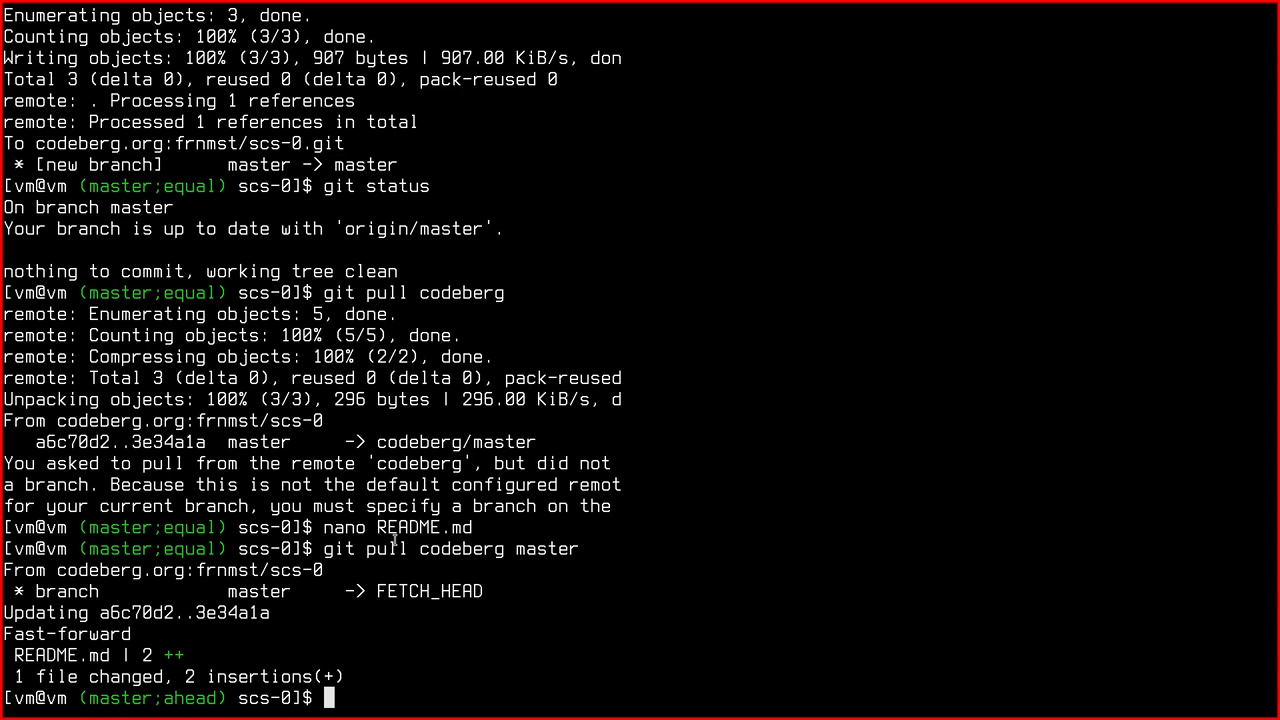 Enumerating objects: 3, done.
Counting objects: 100% (3/3), done.
Writing objects: 100% (3/3), 907 bytes | 907.00 KiB/s, don
Total 3 (delta 0), reused 0 (delta 0), pack-reused 0
remote: . Processing 1 references
remote: Processed 1 references in total
To codeberg.org:frnmst/scs-0.git
 * [new branch]      master -> master
[vm@vm (master;equal) scs-0]$ git status
On branch master
Your branch is up to date with 'origin/master'.
nothing to commit, working tree clean
[vm@vm (master;equal) scs-0]$ git pull codeberg
remote: Enumerating objects: 5, done.
remote: Counting objects: 100% (5/5), done.
remote: Compressing objects: 100% (2/2), done.
remote: Total 3 (delta 0), reused 0 (delta 0), pack-reused
Unpacking objects: 100% (3/3), 296 bytes | 296.00 KiB/s, d
From codeberg.org:frnmst/scs-0
   a6c70d2..3e34a1a  master     -> codeberg/master
You asked to pull from the remote 'codeberg', but did not
a branch. Because this is not the default configured remot
for your current branch, you must specify a branch on the
[vm@vm (master;equal) scs-0]$ nano README.md
[vm@vm (master;equal) scs-0]$ git pull codeberg master
From codeberg.org:frnmst/scs-0
 * branch            master     -> FETCH_HEAD
Updating a6c70d2..3e34a1a
Fast-forward
 README.md | 2 ++
 1 file changed, 2 insertions(+)
[vm@vm (master;ahead) scs-0]$